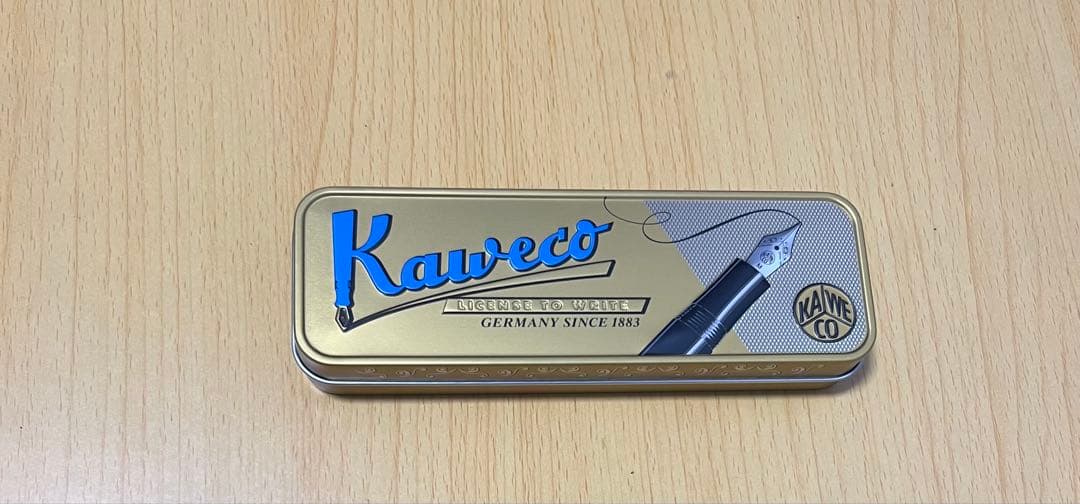 Kaweco
LICENSE TO WRITE
GERMANY SINCE 1883
KAWE
CO